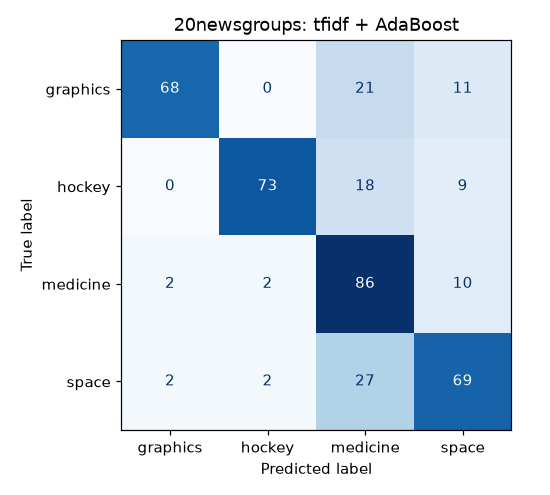 20newsgroups: tfidf + AdaBoost
True label
graphics 68 0 21 11
hockey 0 73 18 9
medicine 2 2 86 10
space 2 2 27 69
graphics hockey medicine space
Predicted label